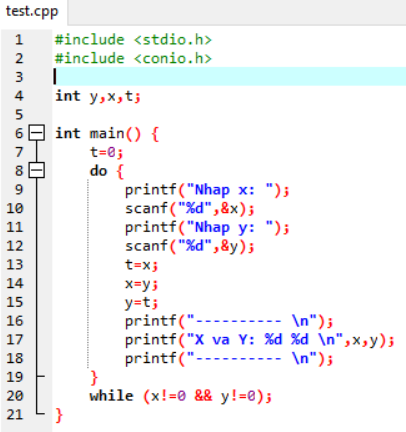 test.cpp
1 #include <stdio.h>
2 #include <conio.h>
3
4 int y,x,t;
5
6 int main() {
7 t=0;
8 do {
9 printf("Nhap x: ");
10 scanf("%d",&x);
11 printf("Nhap y: ");
12 scanf("%d",&y);
13 t=x;
14 x=y;
15 y=t;
16 printf("---------- \n");
17 printf("X va Y: %d %d \n",x,y);
18 printf("---------- \n");
19 }
20 while (x!=0 && y!=0);
21 }